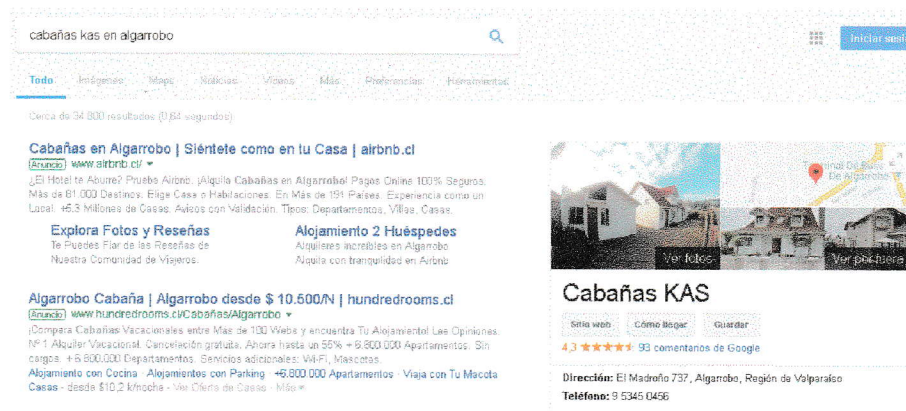 cabañas kas en algarrobo
Iniciar sesi
Todo Imágenes Maps Noticias Vídeos Más Preferencias Herramientas
Cerca de 34.800 resultados (0,64 segundos)
Cabañas en Algarrobo | Siéntete como en tu Casa | airbnb.cl
Anuncio www.airbnb.cl/
¿El Hotel te Aburre? Prueba Airbnb. ¡Alquila Cabañas en Algarrobo! Pagos Online 100% Seguros.
Más de 81.000 Destinos. Elige Casa o Habitaciones. En Más de 191 Países. Experiencia como un
Local. +5.3 Millones de Casas. Avisos con Validación. Tipos: Departamentos, Villas, Casas.
Explora Fotos y Reseñas
Te Puedes Fiar de las Reseñas de
Nuestra Comunidad de Viajeros.
Alojamiento 2 Huéspedes
Alquileres increíbles en Algarrobo
Alquila con tranquilidad en Airbnb
Algarrobo Cabaña | Algarrobo desde $ 10.500/N | hundredrooms.cl
Anuncio www.hundredrooms.cl/Cabañas/Algarrobo
¡Compara Cabañas Vacacionales entre Más de 100 Webs y encuentra Tu Alojamiento! Lee Opiniones.
Nº 1 Alquiler Vacacional. Cancelación gratuita. Ahorra hasta un 55% + 6.800.000 Apartamentos. Sin
cargos. + 6.800.000 Departamentos. Servicios adicionales: Wi-Fi, Mascotas.
Alojamiento con Cocina · Alojamientos con Parking · +6.800.000 Apartamentos · Viaja con Tu Macota
Casas - desde $10,2 k/noche - Ver Oferta de Casas · Más
Terminal De Buses
De Algarrobo
Ver fotos
Ver por fuera
Cabañas KAS
Sitio web Cómo llegar Guardar
4,3 93 comentarios de Google
Dirección: El Madroño 737, Algarrobo, Región de Valparaíso
Teléfono: 9 5345 0456